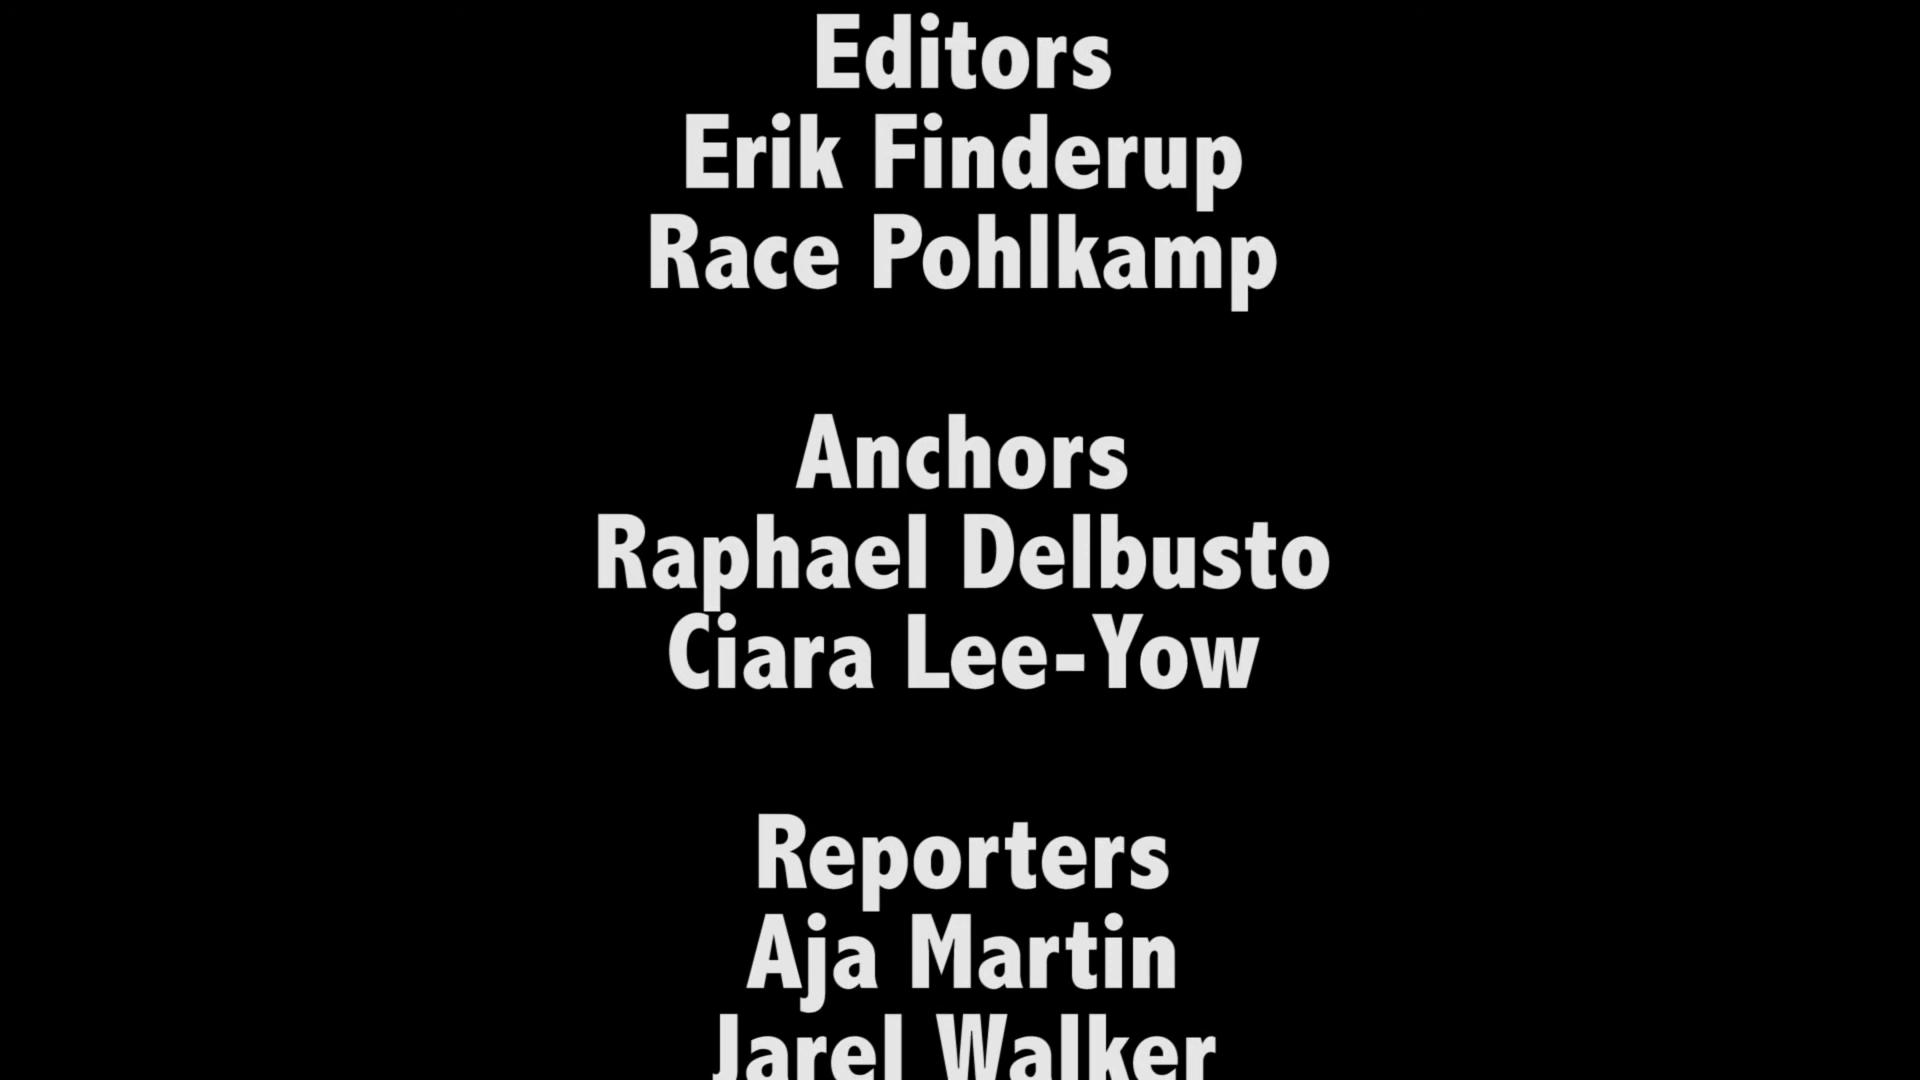 Editors
Erik Finderup
Race Pohlkamp
Anchors
Raphael Delbusto
Ciara Lee-Yow
Reporters
Aja Martin
Jarel Walker